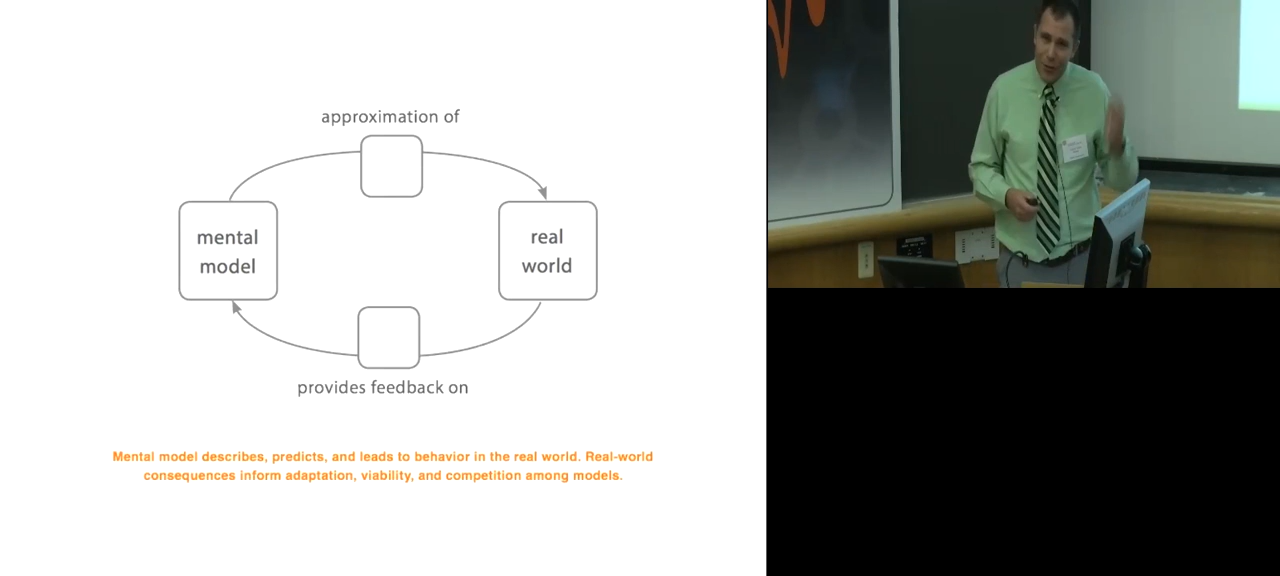 approximation of
mental
model
real
world
provides feedback on
Mental model describes, predicts, and leads to behavior in the real world. Real-world
consequences inform adaptation, viability, and competition among models.